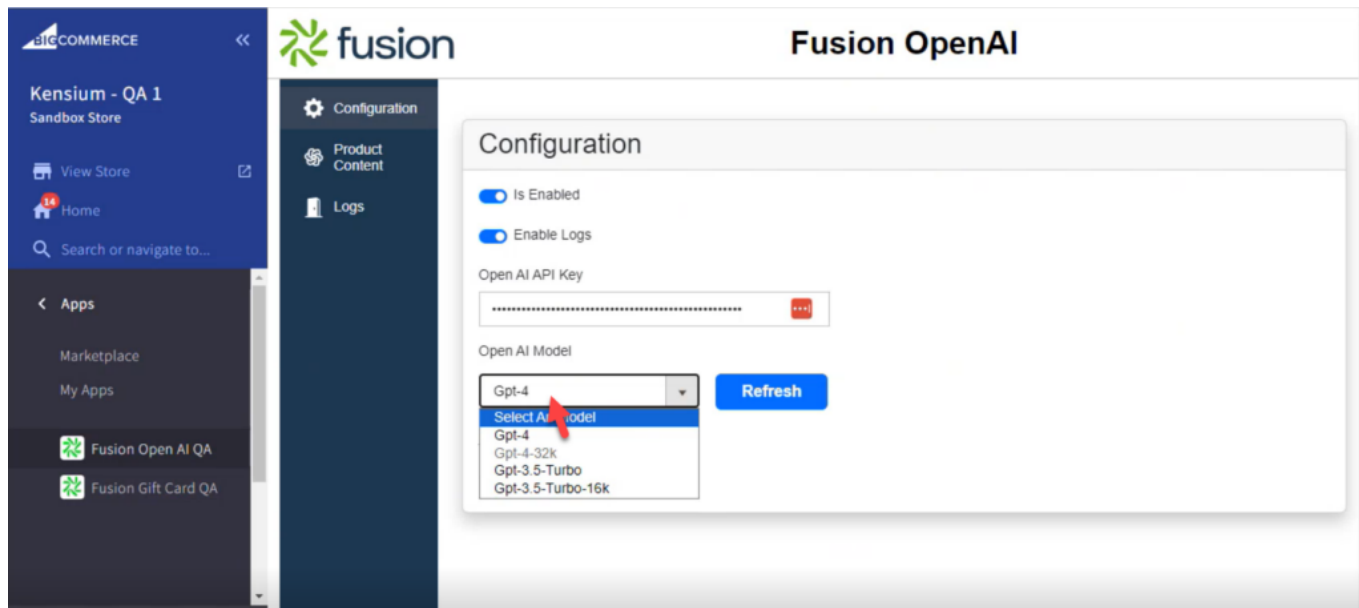 BIGCOMMERCE
fusion
Fusion OpenAI
Kensium - QA 1
Sandbox Store
View Store
14
Home
Search or navigate to...
Apps
Marketplace
My Apps
Fusion Open AI QA
Fusion Gift Card QA
Configuration
Product
Content
Logs
Configuration
Is Enabled
Enable Logs
Open AI API Key
Open AI Model
Gpt-4
Refresh
Select
Gpt-4
Gpt-4-32k
Gpt-3.5-Turbo
Gpt-3.5-Turbo-16k